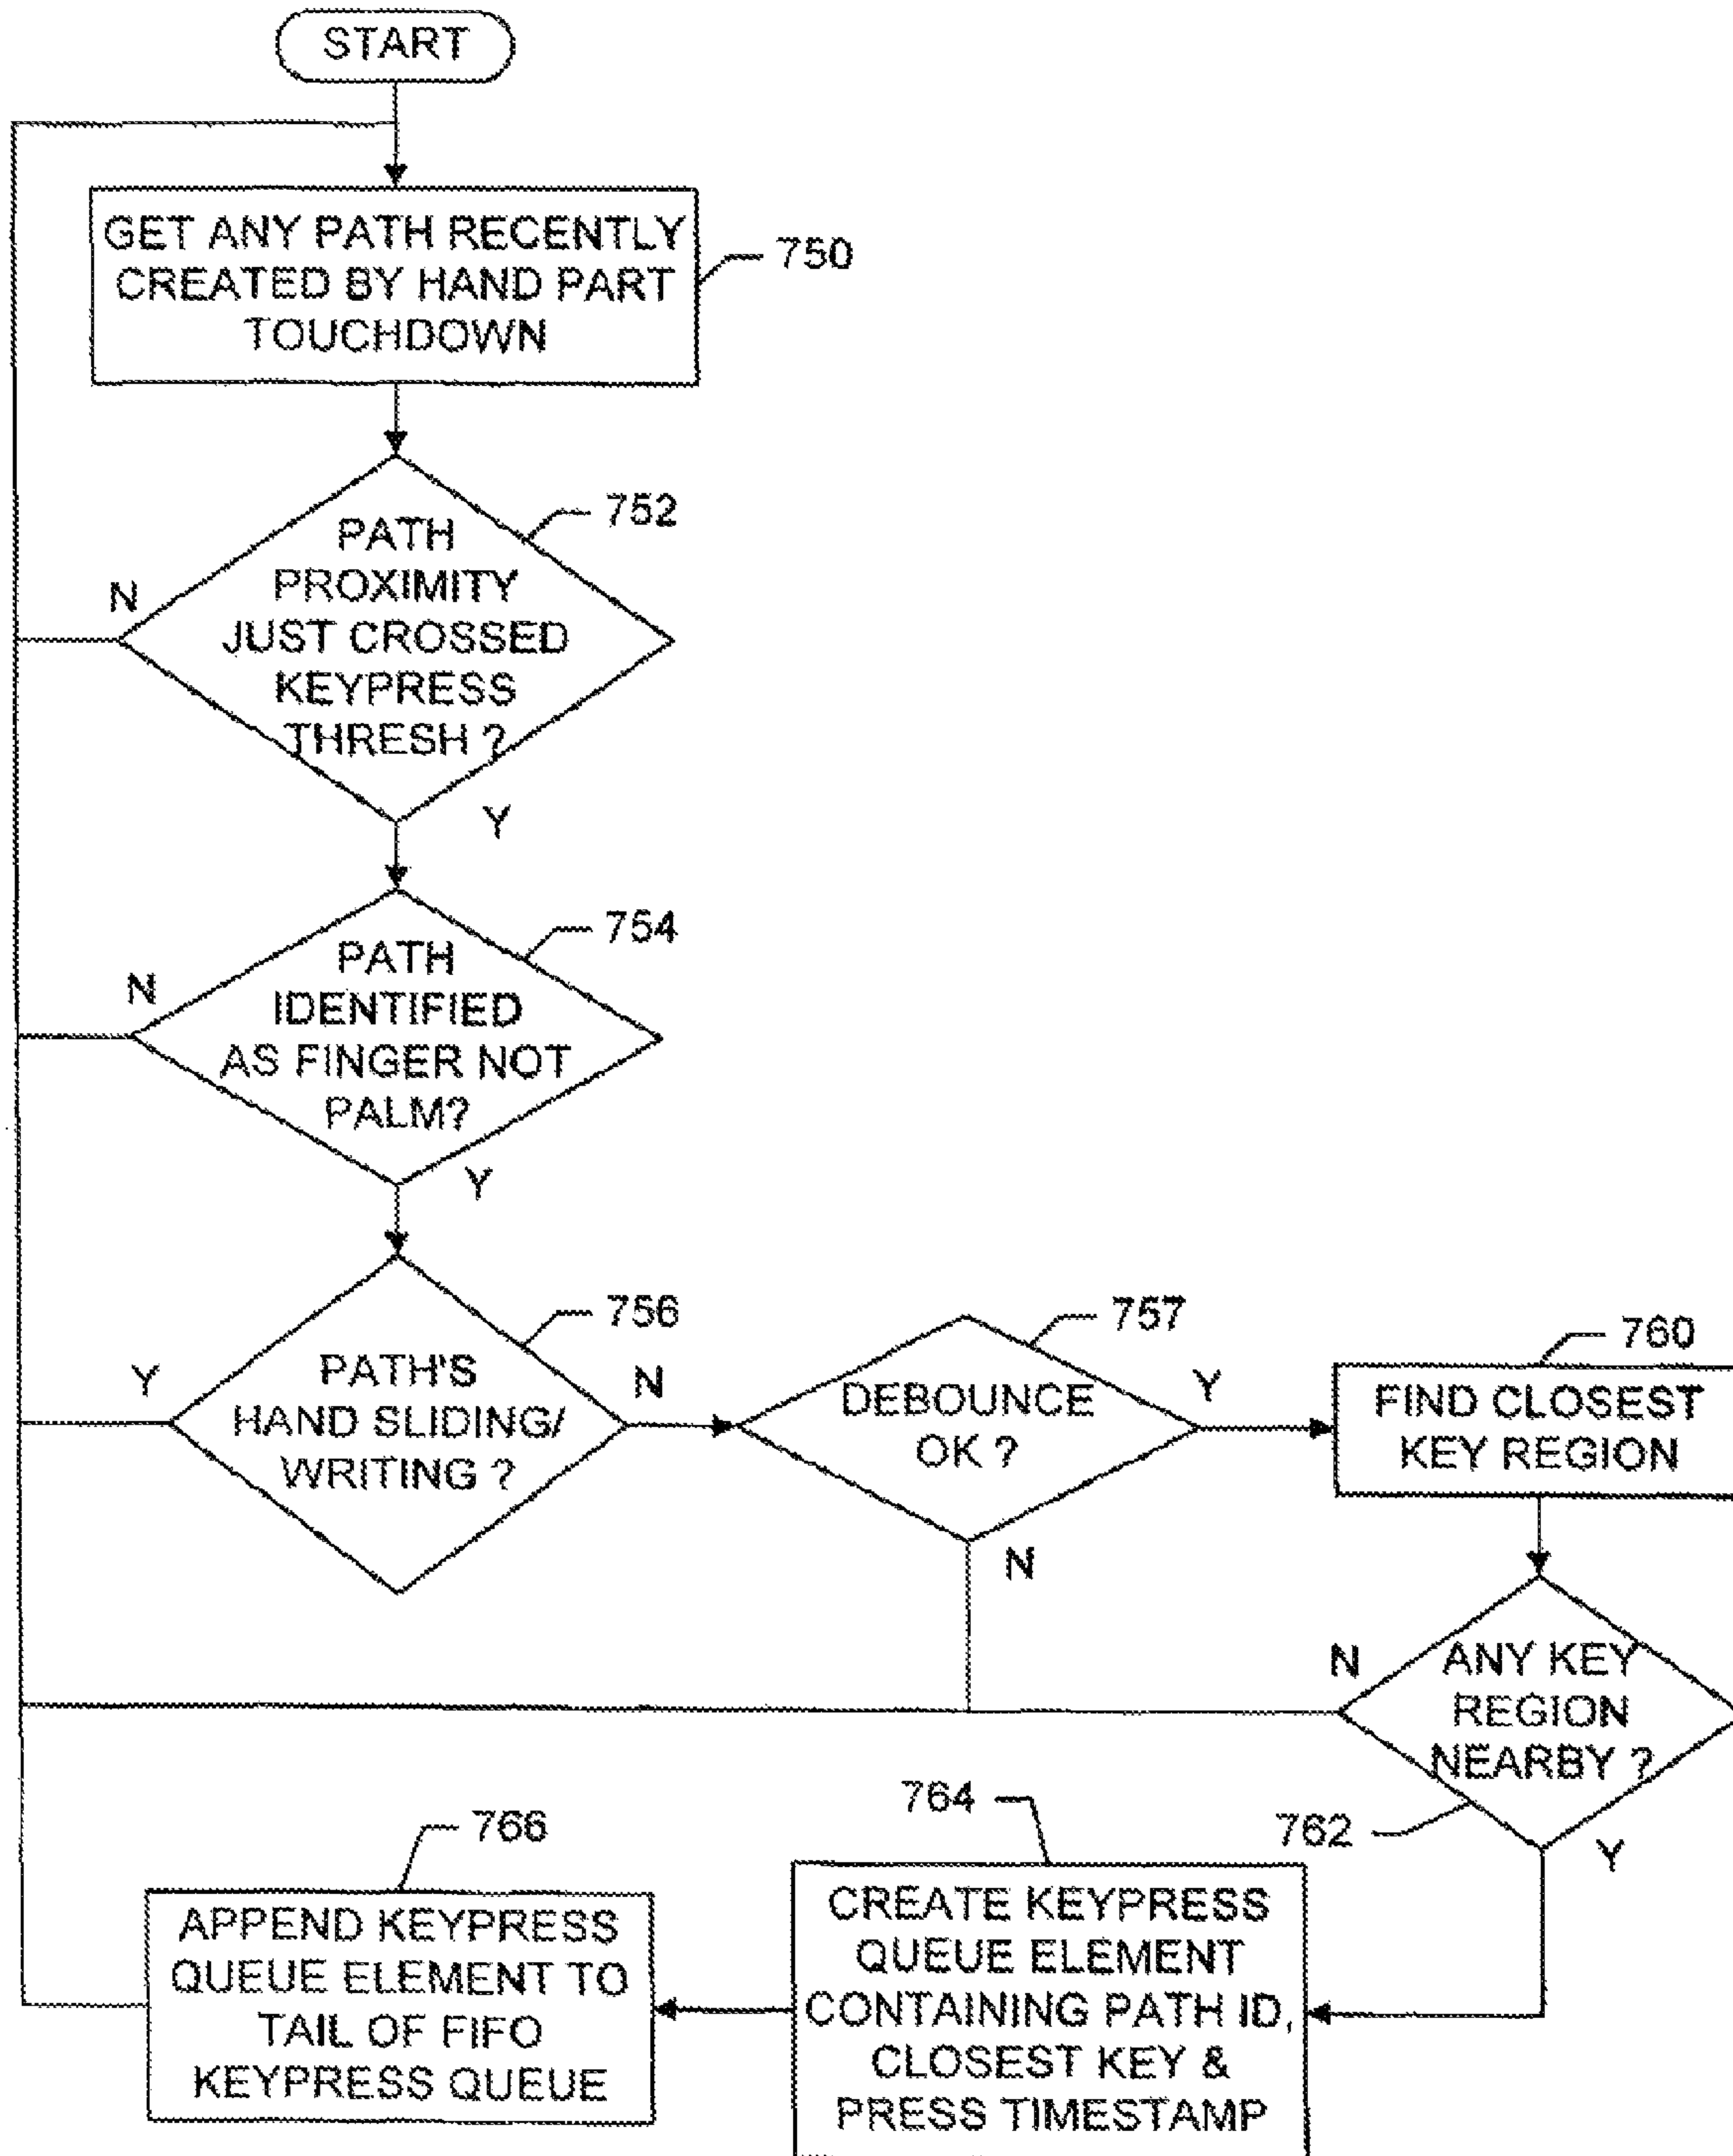 START
GET ANY PATH RECENTLY
CREATED BY HAND PART
TOUCHDOWN
750
752
PATH
PROXIMITY
JUST CROSSED
KEYPRESS
THRESH ?
N
Y
754
PATH
IDENTIFIED
AS FINGER NOT
PALM?
N
Y
756
PATH'S
HAND SLIDING/
WRITING ?
Y
N
757
DEBOUNCE
OK ?
Y
N
760
FIND CLOSEST
KEY REGION
N
ANY KEY
REGION
NEARBY ?
762
Y
764
CREATE KEYPRESS
QUEUE ELEMENT
CONTAINING PATH ID,
CLOSEST KEY &
PRESS TIMESTAMP
766
APPEND KEYPRESS
QUEUE ELEMENT TO
TAIL OF FIFO
KEYPRESS QUEUE